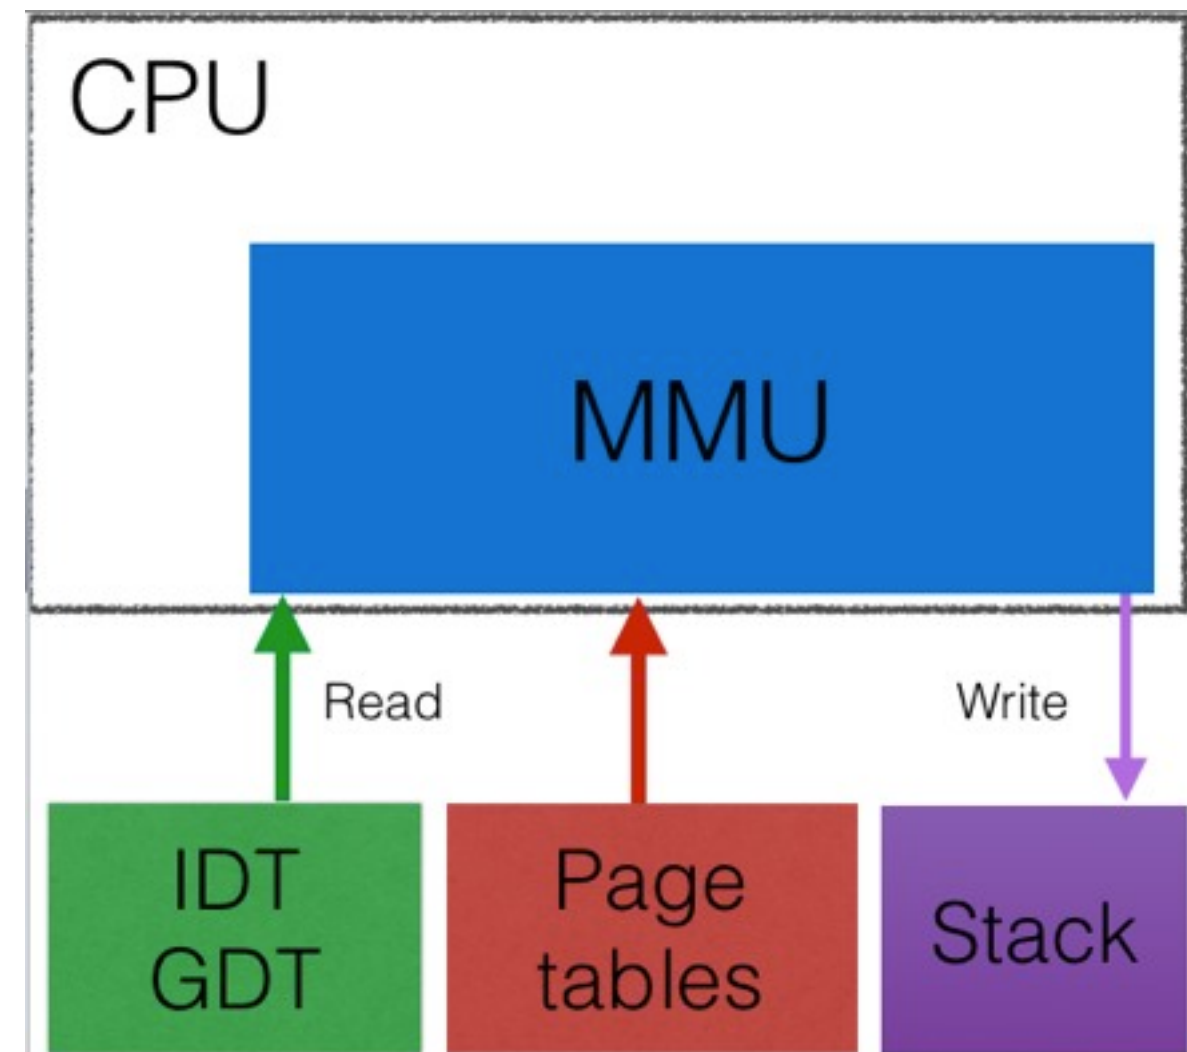 CPU
MMU
Read
Write
IDT
GDT
Page
tables
Stack